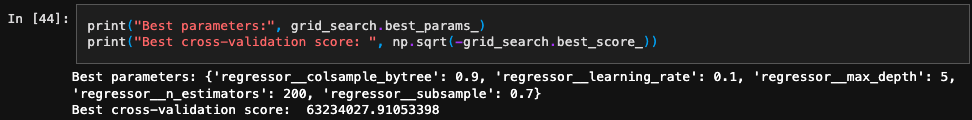 In [44]:
print("Best parameters:", grid_search.best_params_)
print("Best cross-validation score: ", np.sqrt(-grid_search.best_score_))
Best parameters: {'regressor__colsample_bytree': 0.9, 'regressor__learning_rate': 0.1, 'regressor__max_depth': 5,
'regressor__n_estimators': 200, 'regressor__subsample': 0.7}
Best cross-validation score:  63234027.91053398